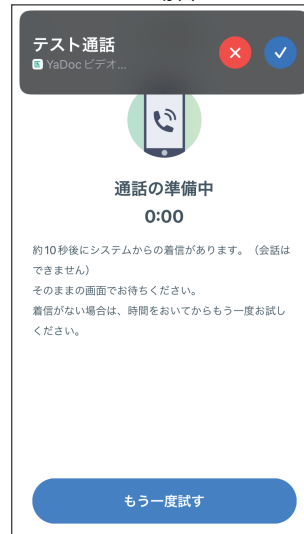 テスト通話
YaDoc ビデオ...
通話の準備中
0:00
約10秒後にシステムからの着信があります。（会話は
できません）
そのままの画面でお待ちください。
着信がない場合は、時間をおいてからもう一度お試し
ください。
もう一度試す